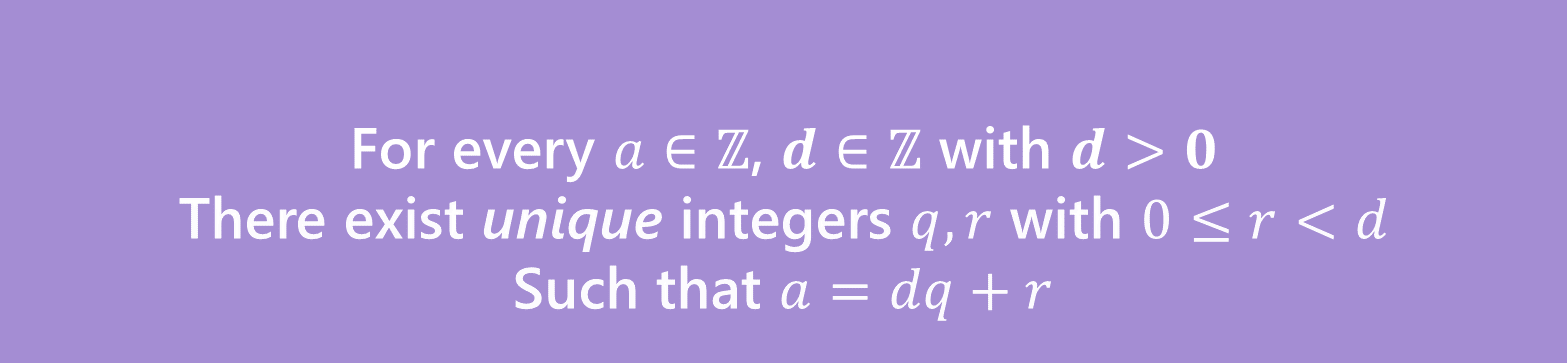 For every 𝑎 ∈ ℤ, 𝒅 ∈ ℤ with 𝒅 > 𝟎
There exist unique integers 𝑞, 𝑟 with 0 ≤ 𝑟 < 𝑑
Such that 𝑎 = 𝑑𝑞 + 𝑟